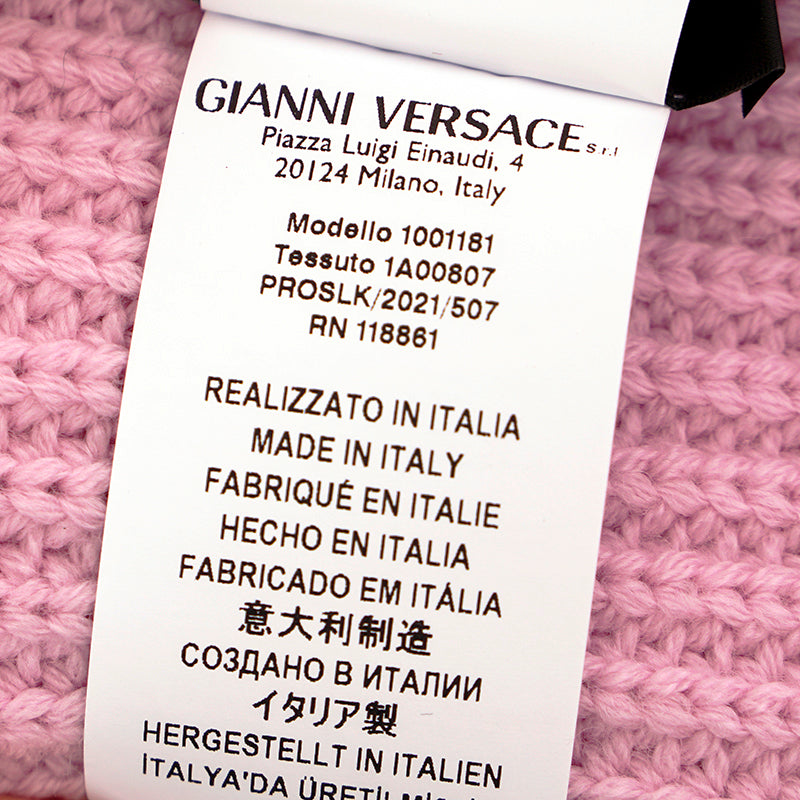 GIANNI VERSACE s.r.l
Piazza Luigi Einaudi, 4
20124 Milano, Italy
Modello 1001181
Tessuto 1A00807
PROSLK/2021/507
RN 118861
REALIZZATO IN ITALIA
MADE IN ITALY
FABRIQUÉ EN ITALIE
HECHO EN ITALIA
FABRICADO EM ITÁLIA
意大利制造
СОЗДАНО В ИТАЛИИ
イタリア製
HERGESTELLT IN ITALIEN
ITALYA'DA